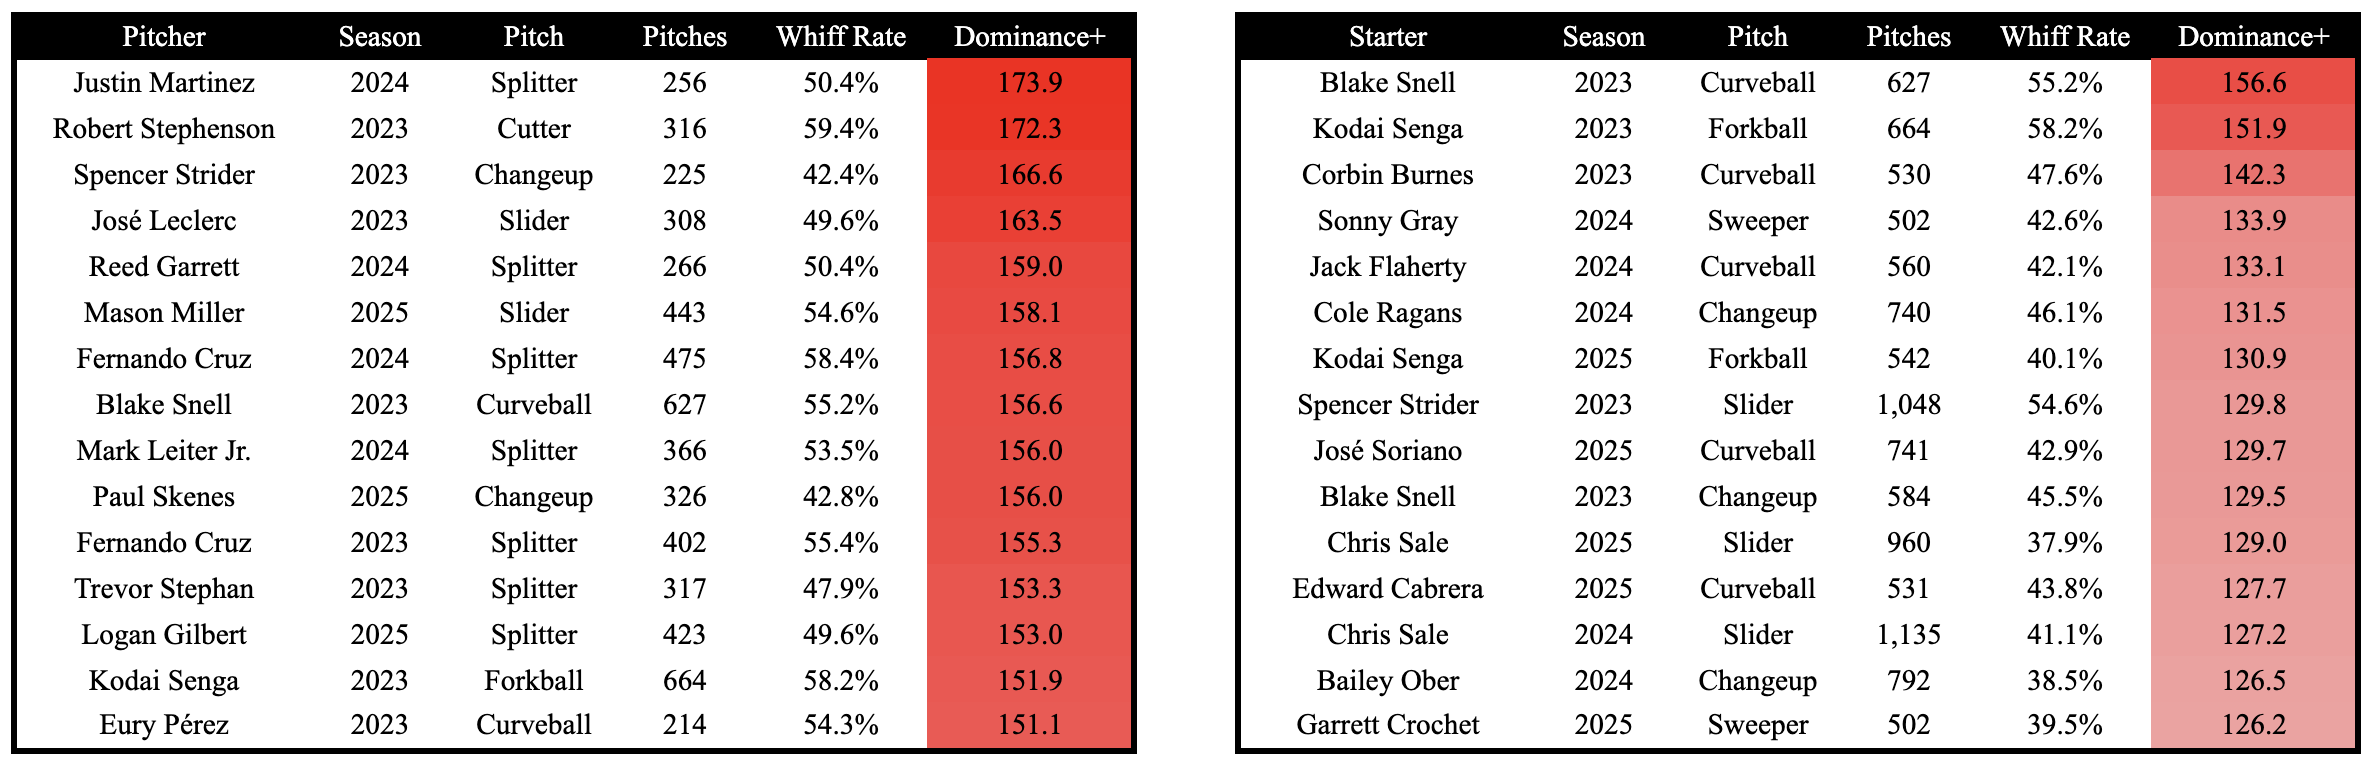 Pitcher Season Pitch Pitches Whiff Rate Dominance+
Justin Martinez 2024 Splitter 256 50.4% 173.9
Robert Stephenson 2023 Cutter 316 59.4% 172.3
Spencer Strider 2023 Changeup 225 42.4% 166.6
José Leclerc 2023 Slider 308 49.6% 163.5
Reed Garrett 2024 Splitter 266 50.4% 159.0
Mason Miller 2025 Slider 443 54.6% 158.1
Fernando Cruz 2024 Splitter 475 58.4% 156.8
Blake Snell 2023 Curveball 627 55.2% 156.6
Mark Leiter Jr. 2024 Splitter 366 53.5% 156.0
Paul Skenes 2025 Changeup 326 42.8% 156.0
Fernando Cruz 2023 Splitter 402 55.4% 155.3
Trevor Stephan 2023 Splitter 317 47.9% 153.3
Logan Gilbert 2025 Splitter 423 49.6% 153.0
Kodai Senga 2023 Forkball 664 58.2% 151.9
Eury Pérez 2023 Curveball 214 54.3% 151.1
Starter Season Pitch Pitches Whiff Rate Dominance+
Blake Snell 2023 Curveball 627 55.2% 156.6
Kodai Senga 2023 Forkball 664 58.2% 151.9
Corbin Burnes 2023 Curveball 530 47.6% 142.3
Sonny Gray 2024 Sweeper 502 42.6% 133.9
Jack Flaherty 2024 Curveball 560 42.1% 133.1
Cole Ragans 2024 Changeup 740 46.1% 131.5
Kodai Senga 2025 Forkball 542 40.1% 130.9
Spencer Strider 2023 Slider 1,048 54.6% 129.8
José Soriano 2025 Curveball 741 42.9% 129.7
Blake Snell 2023 Changeup 584 45.5% 129.5
Chris Sale 2025 Slider 960 37.9% 129.0
Edward Cabrera 2025 Curveball 531 43.8% 127.7
Chris Sale 2024 Slider 1,135 41.1% 127.2
Bailey Ober 2024 Changeup 792 38.5% 126.5
Garrett Crochet 2025 Sweeper 502 39.5% 126.2